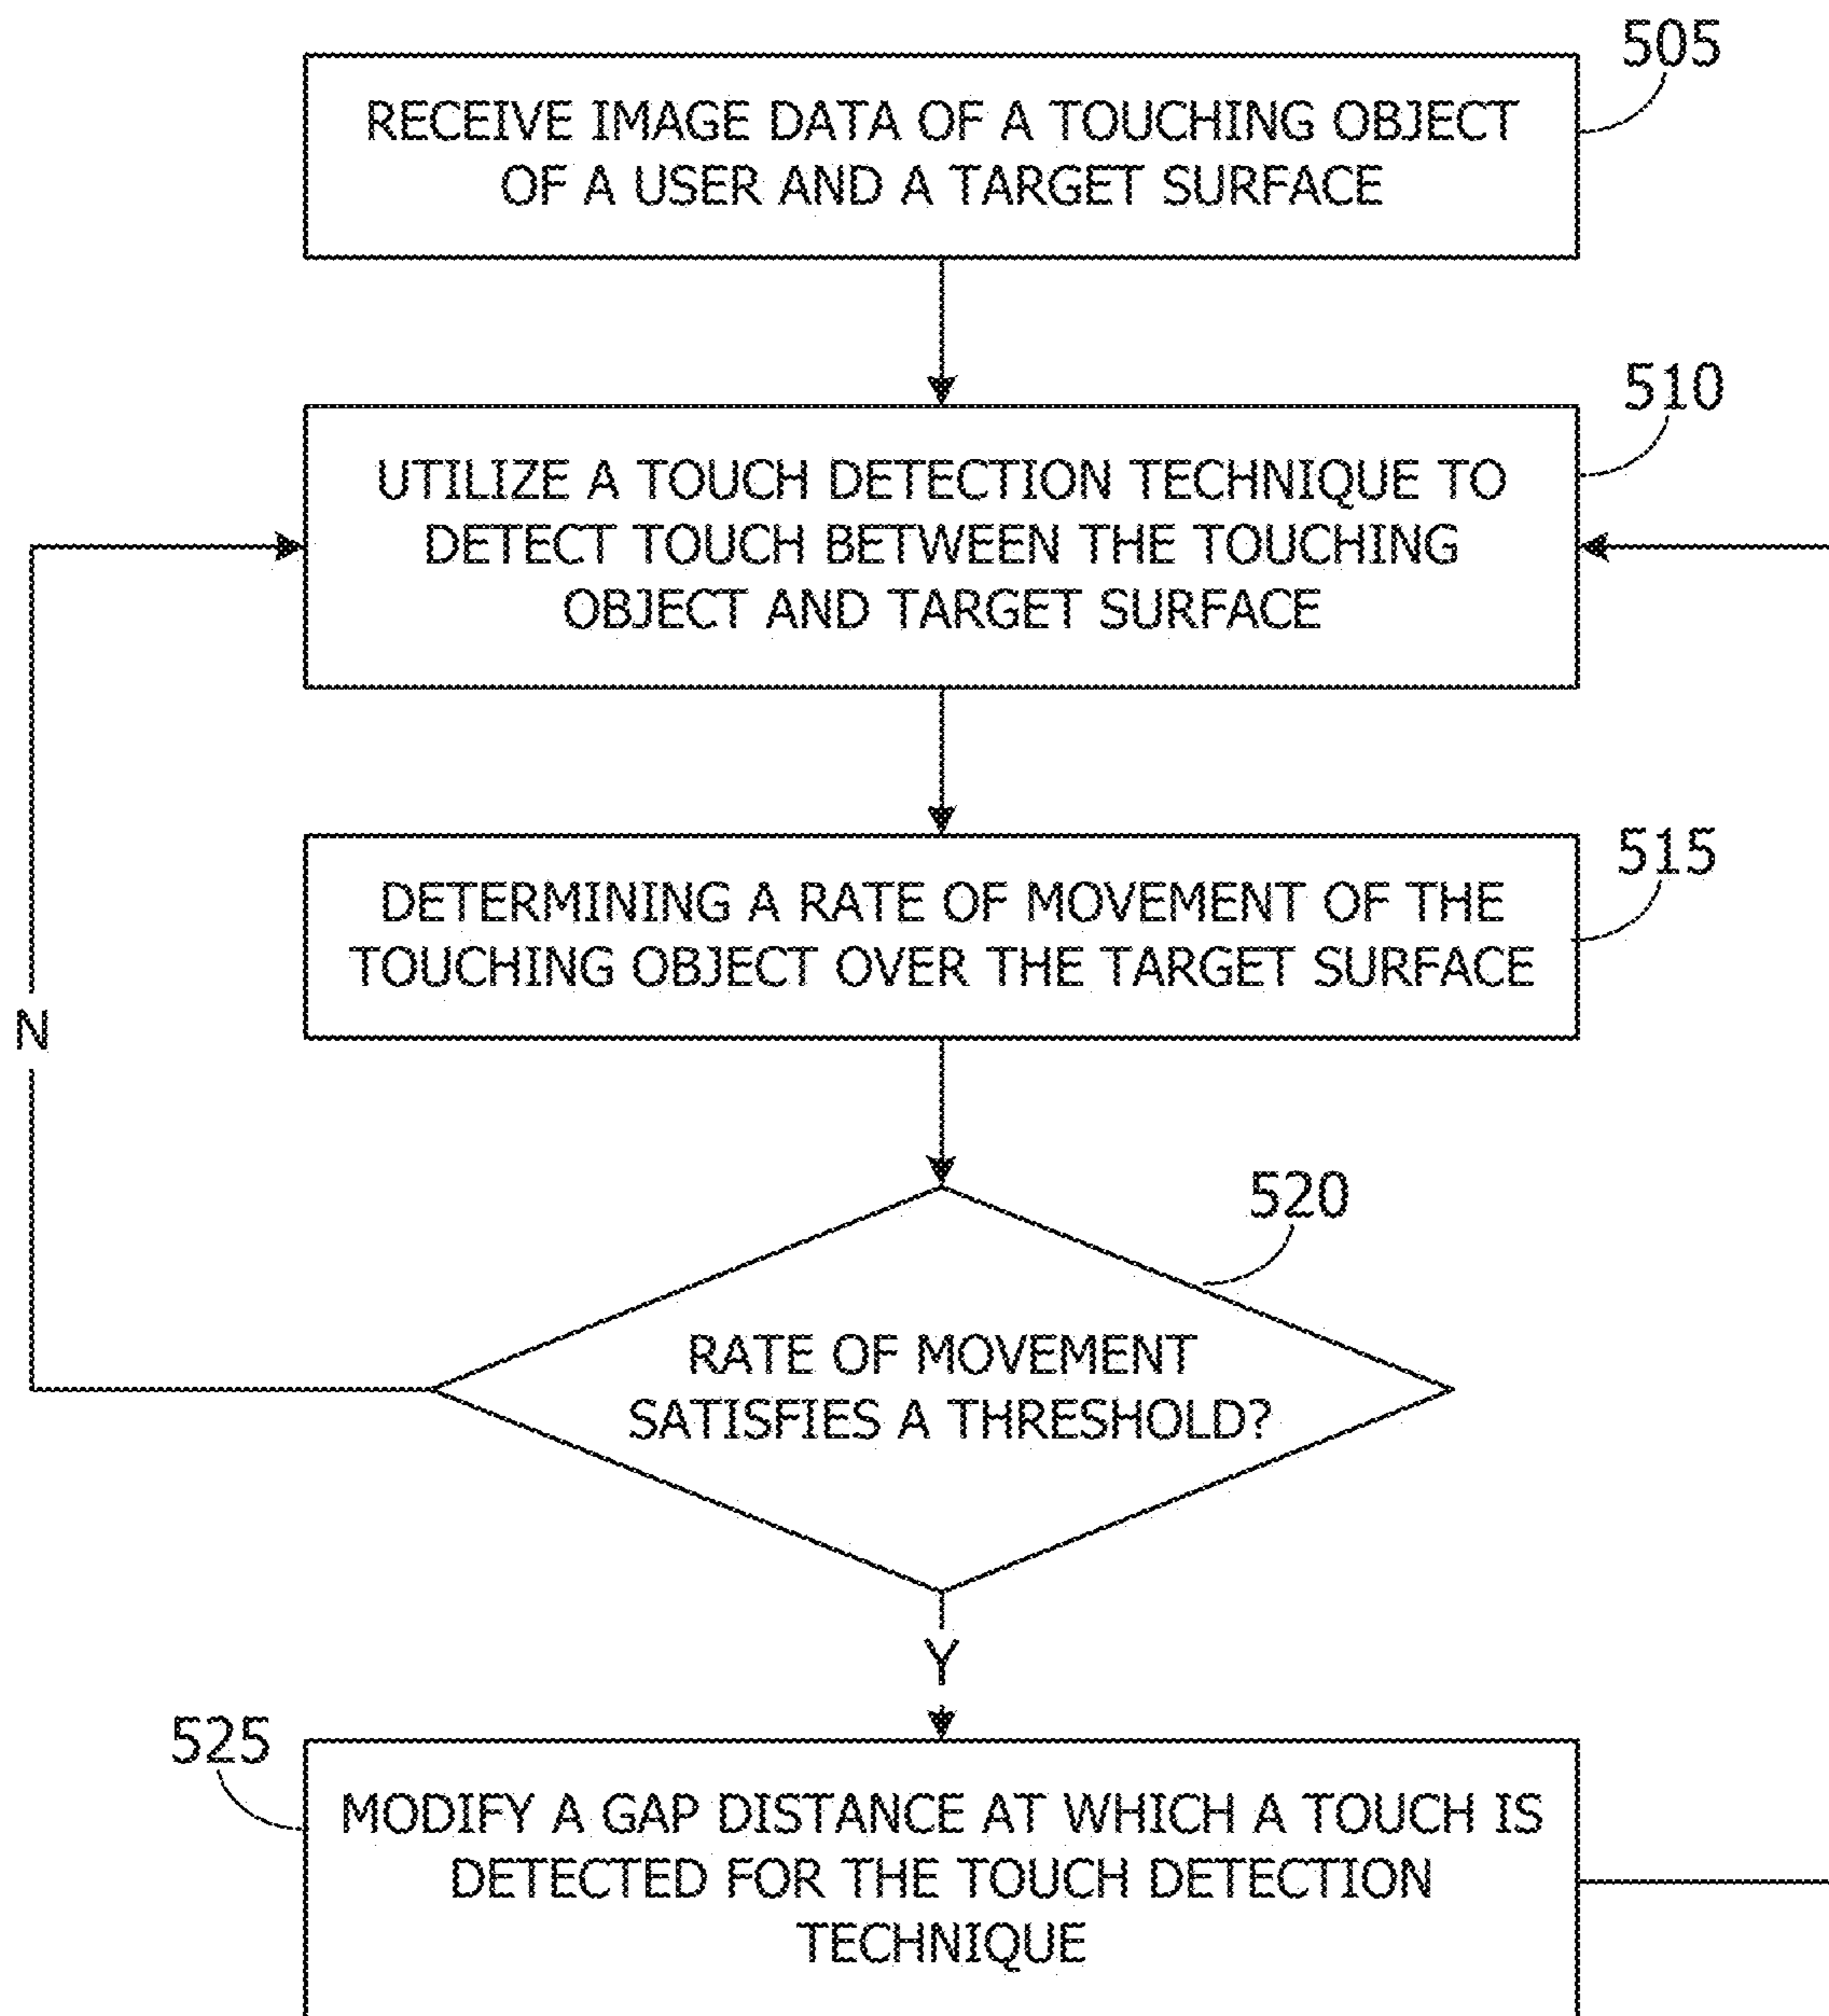 505
RECEIVE IMAGE DATA OF A TOUCHING OBJECT
OF A USER AND A TARGET SURFACE
510
UTILIZE A TOUCH DETECTION TECHNIQUE TO
DETECT TOUCH BETWEEN THE TOUCHING
OBJECT AND TARGET SURFACE
515
DETERMINING A RATE OF MOVEMENT OF THE
TOUCHING OBJECT OVER THE TARGET SURFACE
N
520
RATE OF MOVEMENT
SATISFIES A THRESHOLD?
Y
525
MODIFY A GAP DISTANCE AT WHICH A TOUCH IS
DETECTED FOR THE TOUCH DETECTION
TECHNIQUE